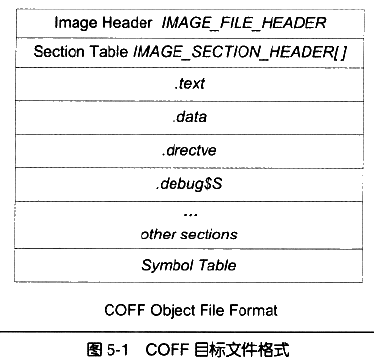 Image Header IMAGE_FILE_HEADER
Section Table IMAGE_SECTION_HEADER[]
.text
.data
.drectve
.debug$S
...
other sections
Symbol Table
COFF Object File Format
图 5-1 COFF 目标文件格式